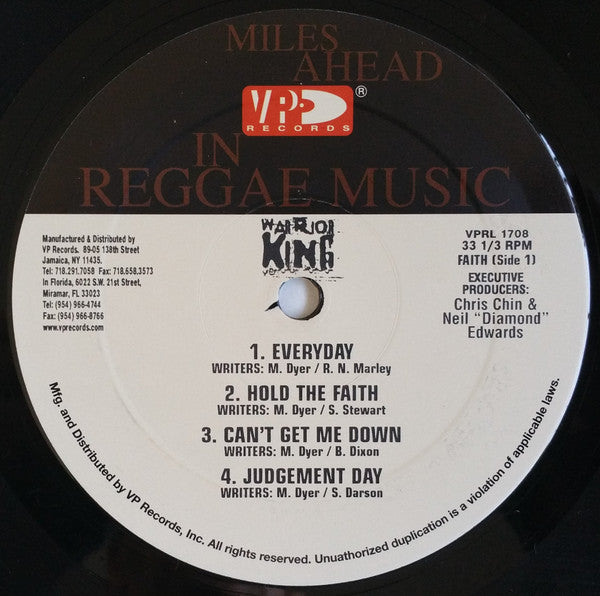 MILES
AHEAD
VP®
RECORDS
IN
REGGAE MUSIC
WARRIOR
KING
Manufactured & Distributed by
VP Records. 89-05 138th Street
Jamaica, NY 11435.
Tel: 718.291.7058 Fax: 718.658.3573
In Florida, 6022 S.W. 21st Street,
Miramar, FL 33023
Tel: (954) 966-4744
Fax: (954) 966-8766
www.vprecords.com
VPRL 1708
33 1/3 RPM
FAITH (Side 1)
EXECUTIVE
PRODUCERS:
Chris Chin &
Neil "Diamond"
Edwards
1. EVERYDAY
WRITERS: M. Dyer / R. N. Marley
2. HOLD THE FAITH
WRITERS: M. Dyer / S. Stewart
3. CAN'T GET ME DOWN
WRITERS: M. Dyer / B. Dixon
4. JUDGEMENT DAY
WRITERS: M. Dyer / S. Darson
Mfg. and Distributed by VP Records, Inc. All rights reserved. Unauthorized duplication is a violation of applicable laws.